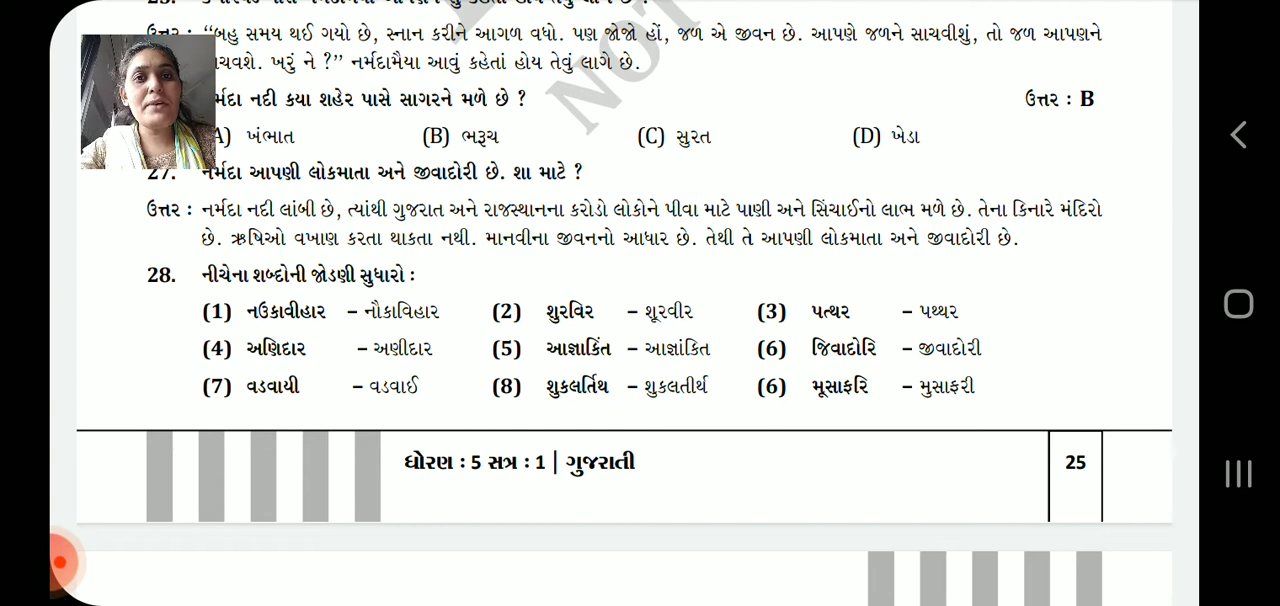 ઉત્તર : “બહુ સમય થઈ ગયો છે, સ્નાન કરીને આગળ વધો. પણ જોજો હોં, જળ એ જીવન છે. આપણે જળને સાચવીશું, તો જળ આપણને
ખરું ને ?” નર્મદામૈયા આવું કહેતાં હોય તેવું લાગે છે.
નદી કયા શહેર પાસે સાગરને મળે છે ? ઉત્તર : B
A) ખંભાત (B) ભરૂચ (C) સુરત (D) ખેડા
27. નર્મદા આપણી લોકમાતા અને જીવાદોરી છે. શા માટે ?
ઉત્તર : નર્મદા નદી લાંબી છે, ત્યાંથી ગુજરાત અને રાજસ્થાનના કરોડો લોકોને પીવા માટે પાણી અને સિંચાઈનો લાભ મળે છે. તેના કિનારે મંદિરો
છે. ઋષિઓ વખાણ કરતા થાકતા નથી. માનવીના જીવનનો આધાર છે. તેથી તે આપણી લોકમાતા અને જીવાદોરી છે.
28. નીચેના શબ્દોની જોડણી સુધારો :
(1) નઉકાવીહાર – નૌકાવિહાર (2) શુરવિર – શૂરવીર (3) પત્થર – પથ્થર
(4) અણિદાર – અણીદાર (5) આજ્ઞાકિંત – આજ્ઞાંકિત (6) જિવાદોરિ – જીવાદોરી
(7) વડવાયી – વડવાઈ (8) શુકલર્તિથ – શુકલતીર્થ (6) મૂસાફરિ – મુસાફરી
ધોરણ : 5 સત્ર : 1 | ગુજરાતી 25
NOT